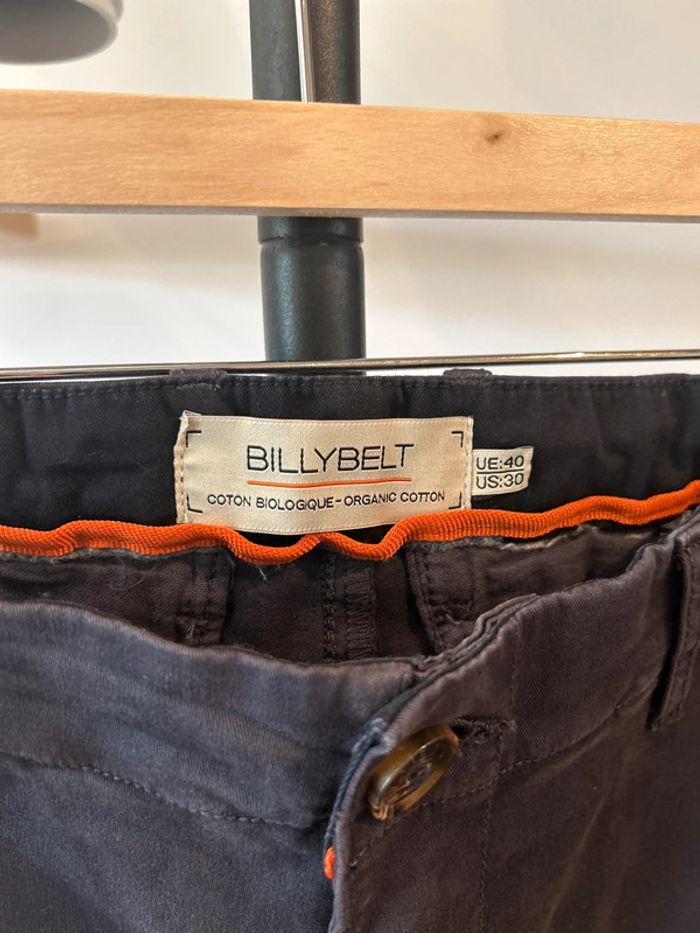 BILLYBELT
COTON BIOLOGIQUE-ORGANIC COTTON
UE:40
US:30